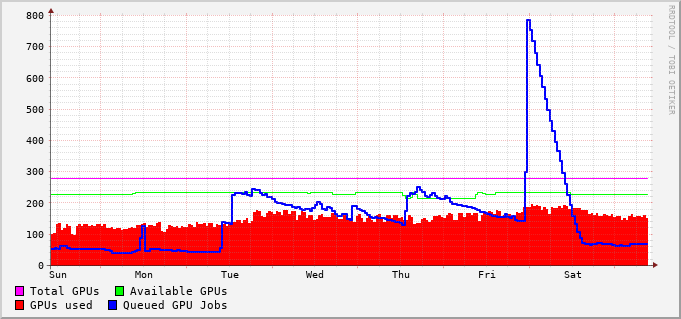 800
700
600
500
400
300
200
100
0
Sun Mon Tue Wed Thu Fri Sat
Total GPUs Available GPUs
GPUs used Queued GPU Jobs
RRDTOOL / TOBI OETIKER